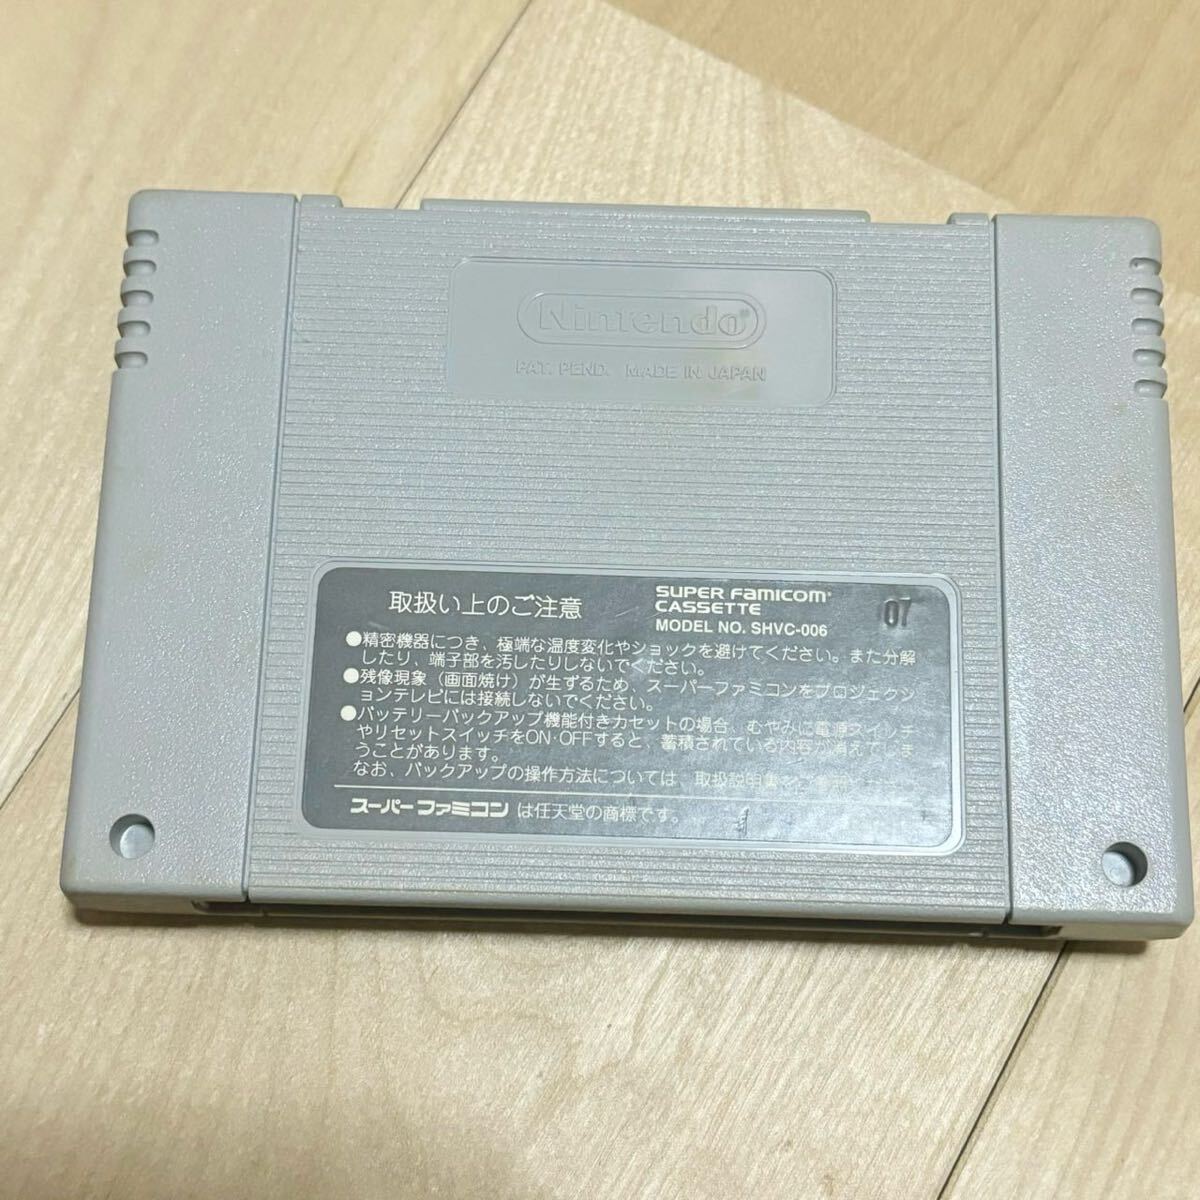 Nintendo®
PAT. PEND. MADE IN JAPAN
取扱い上のご注意
SUPER FAMICOM®
CASSETTE
MODEL NO. SHVC-006
07
●精密機器につき、極端な温度変化やショックを避けてください。また分解
したり、端子部を汚したりしないでください。
●残像現象（画面焼け）が生ずるため、スーパーファミコンをプロジェクシ
ョンテレビには接続しないでください。
●バッテリーバックアップ機能付きカセットの場合、むやみに電源スイッチ
やリセットスイッチをON·OFFすると、蓄積されている内容が消えてしま
うことがあります。
なお、バックアップの操作方法については、取扱説明書を
スーパーファミコンは任天堂の商標です。